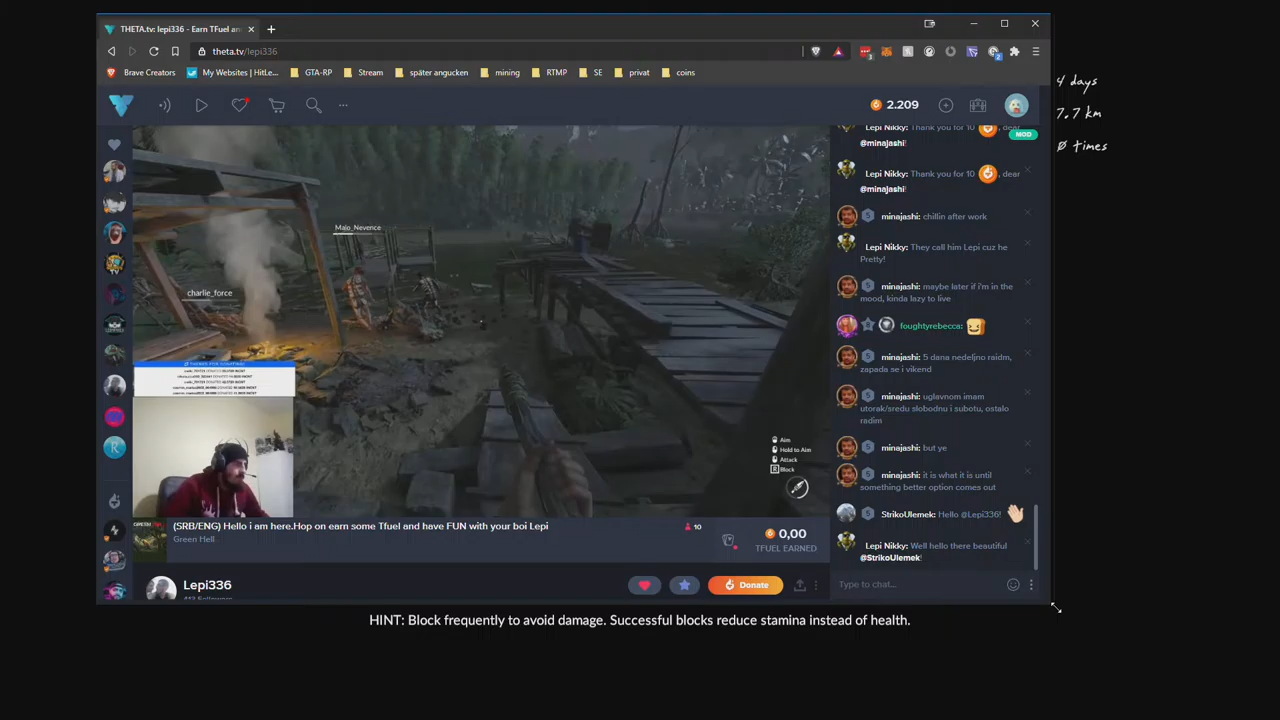 THETA.tv: lepi336 - Earn TFuel an
theta.tv/lepi336
Brave Creators
My Websites | HitLe...
GTA-RP
Stream
später angucken
mining
RTMP
SE
privat
coins
2.209
4 days
7.7 km
0 times
Malo_Nevence
charlie_force
Aim
Hold to Aim
Attack
R Block
MOD
Lepi Nikky: Thank you for 10 , dear
@minajashi!
Lepi Nikky: Thank you for 10 , dear
@minajashi!
minajashi: chillin after work
Lepi Nikky: They call him Lepi cuz he
Pretty!
minajashi: maybe later if i'm in the
mood, kinda lazy to live
foughtyrebecca:
minajashi: 5 dana nedeljno raidm,
zapada se i vikend
minajashi: uglavnom imam
utorak/sredu slobodnu i subotu, ostalo
radim
minajashi: but ye
minajashi: it is what it is until
something better option comes out
StrikoUlemek: Hello @Lepi336!
Lepi Nikky: Well hello there beautiful
@StrikoUlemek!
Type to chat...
(SRB/ENG) Hello i am here.Hop on earn some Tfuel and have FUN with your boi Lepi
Green Hell
10
0,00
TFUEL EARNED
Lepi336
Donate
HINT: Block frequently to avoid damage. Successful blocks reduce stamina instead of health.